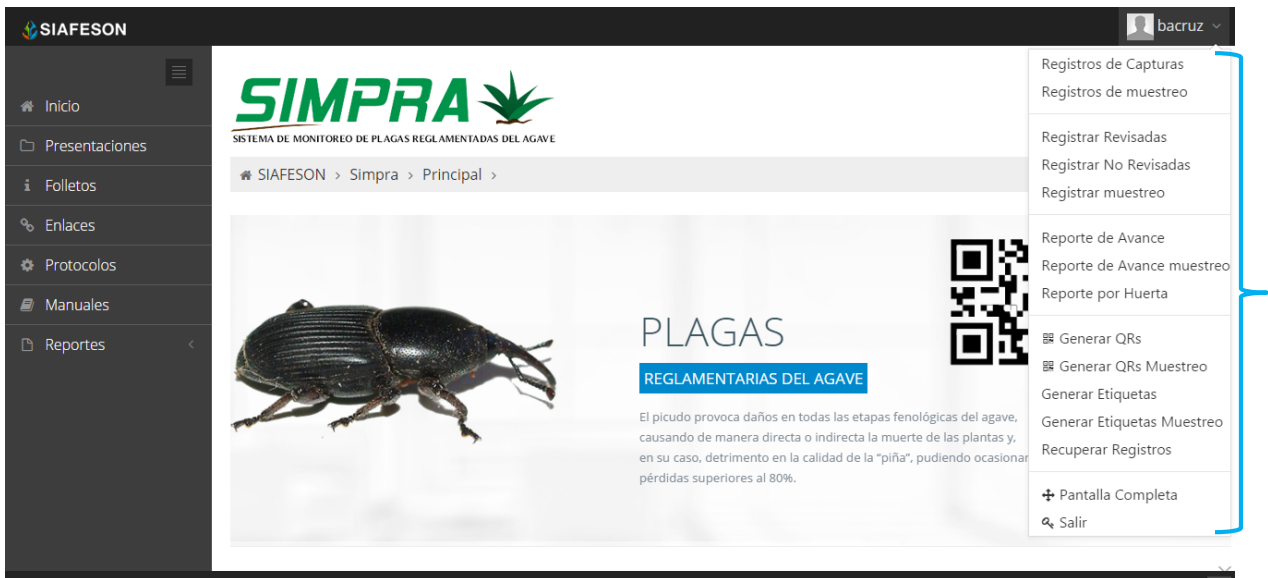 SIAFESON
bacruz
Inicio
Presentaciones
Folletos
Enlaces
Protocolos
Manuales
Reportes
SIMPRA
SISTEMA DE MONITOREO DE PLAGAS REGLAMENTADAS DEL AGAVE
SIAFESON > Simpra > Principal >
PLAGAS
REGLAMENTARIAS DEL AGAVE
El picudo provoca daños en todas las etapas fenológicas del agave,
causando de manera directa o indirecta la muerte de las plantas y,
en su caso, detrimento en la calidad de la "piña", pudiendo ocasionar
pérdidas superiores al 80%.
Registros de Capturas
Registros de muestreo
Registrar Revisadas
Registrar No Revisadas
Registrar muestreo
Reporte de Avance
Reporte de Avance muestreo
Reporte por Huerta
Generar QRs
Generar QRs Muestreo
Generar Etiquetas
Generar Etiquetas Muestreo
Recuperar Registros
Pantalla Completa
Salir